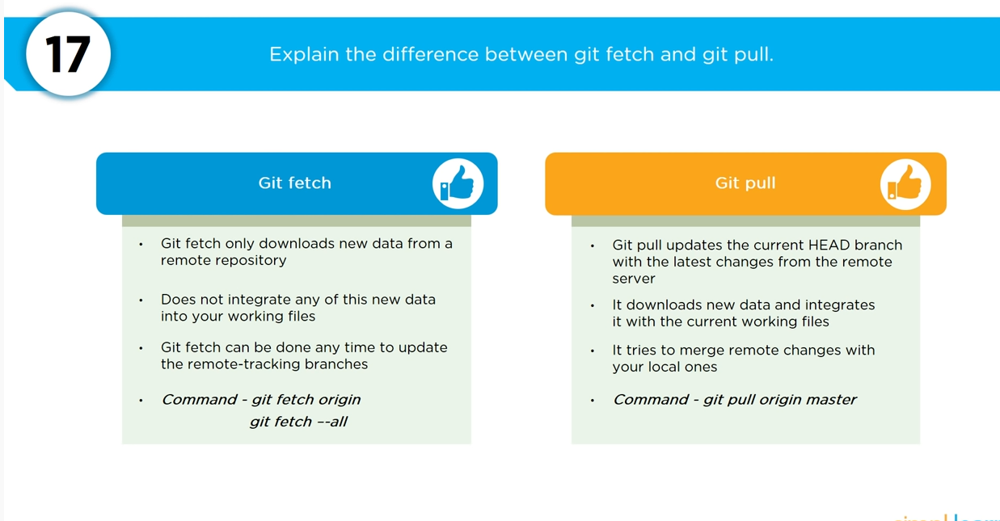 17
Explain the difference between git fetch and git pull.
Git fetch
Git fetch only downloads new data from a
remote repository
Does not integrate any of this new data
into your working files
Git fetch can be done any time to update
the remote-tracking branches
Command - git fetch origin
git fetch –-all
Git pull
Git pull updates the current HEAD branch
with the latest changes from the remote
server
It downloads new data and integrates
it with the current working files
It tries to merge remote changes with
your local ones
Command - git pull origin master